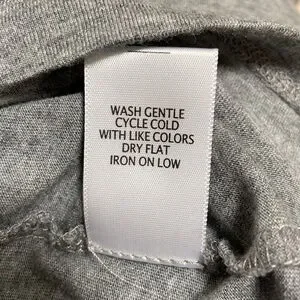 WASH GENTLE
CYCLE COLD
WITH LIKE COLORS
DRY FLAT
IRON ON LOW